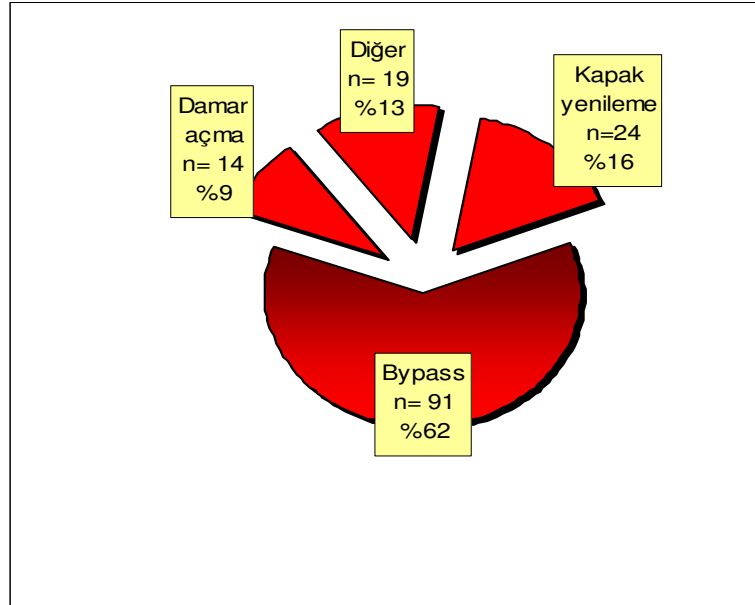 Diğer
n= 19
%13
Kapak
yenileme
n=24
%16
Damar
açma
n= 14
%9
Bypass
n= 91
%62